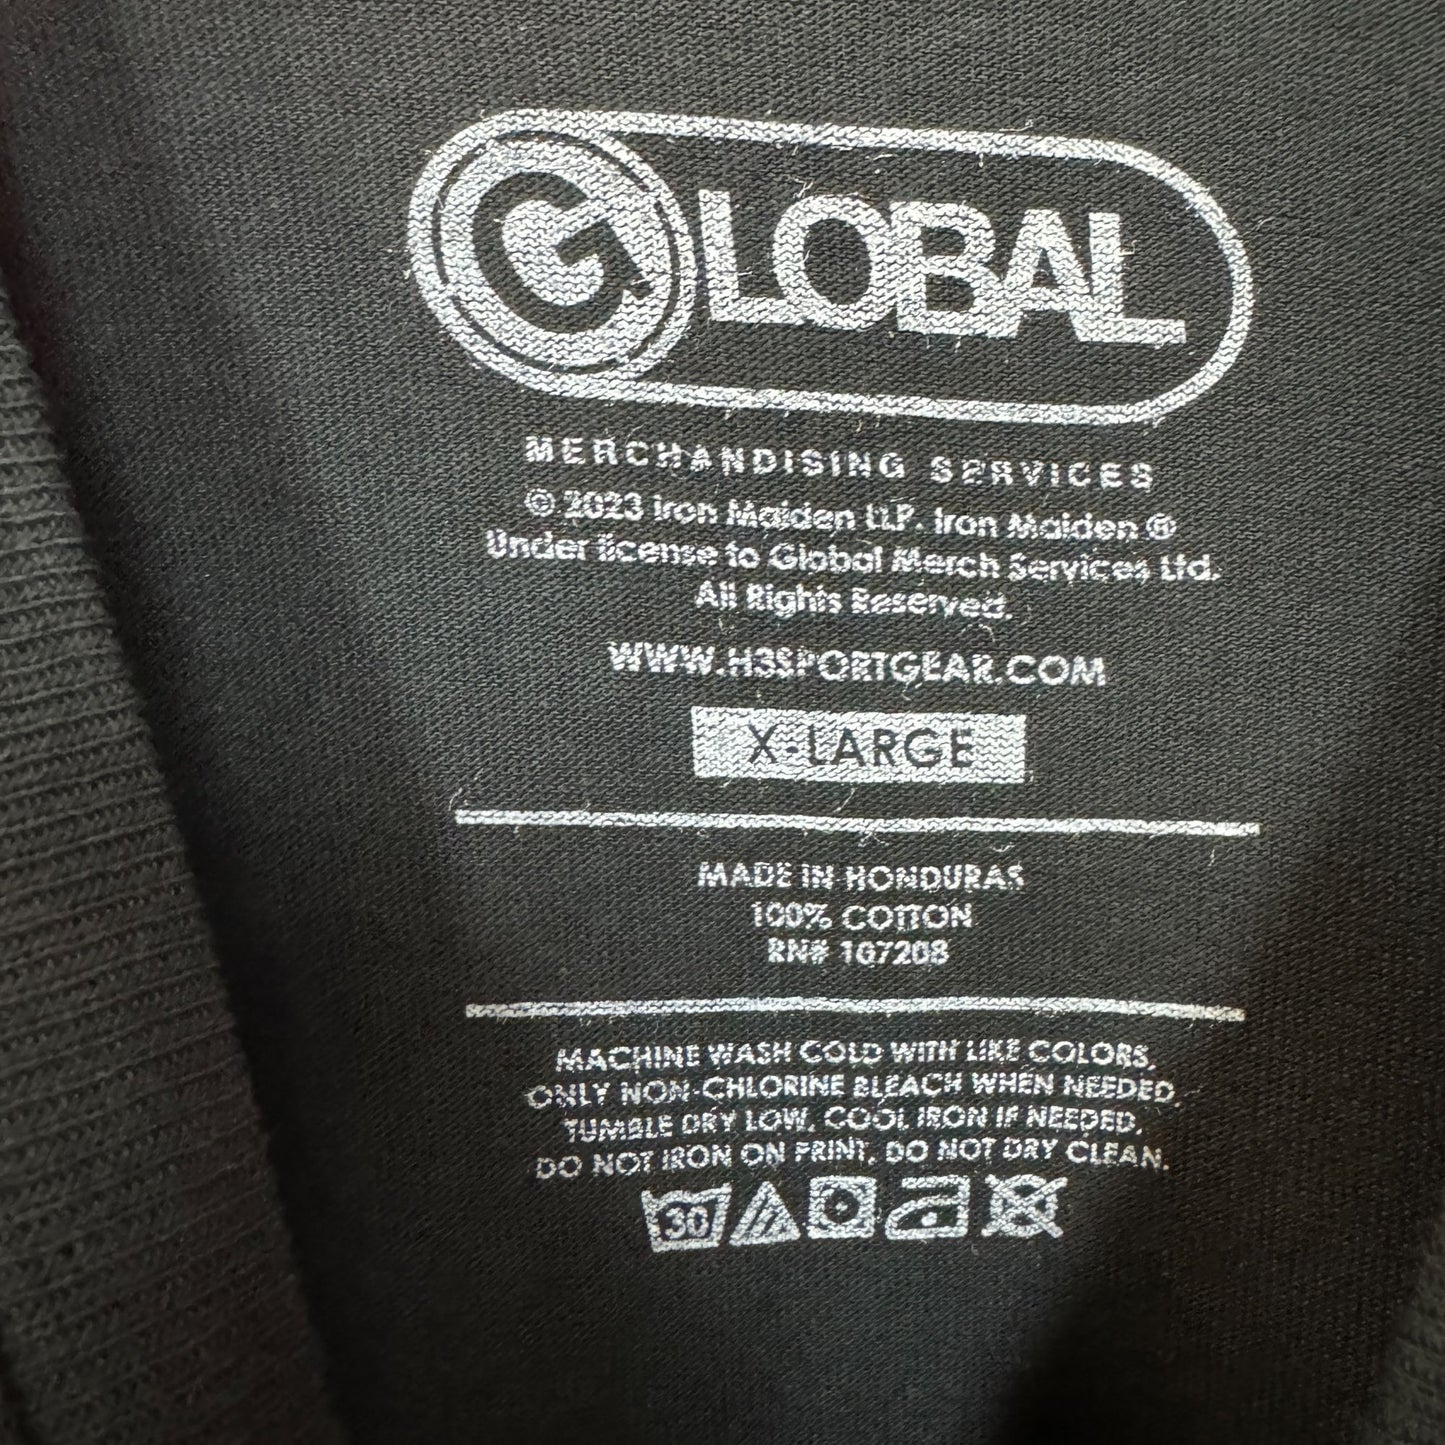 GLOBAL
MERCHANDISING SERVICES
© 2023 Iron Maiden LLP. Iron Maiden ®
Under license to Global Merch Services Ltd.
All Rights Reserved.
WWW.H3SPORTGEAR.COM
X-LARGE
MADE IN HONDURAS
100% COTTON
RN# 107208
MACHINE WASH COLD WITH LIKE COLORS,
ONLY NON-CHLORINE BLEACH WHEN NEEDED,
TUMBLE DRY LOW, COOL IRON IF NEEDED,
DO NOT IRON ON PRINT, DO NOT DRY CLEAN.
30